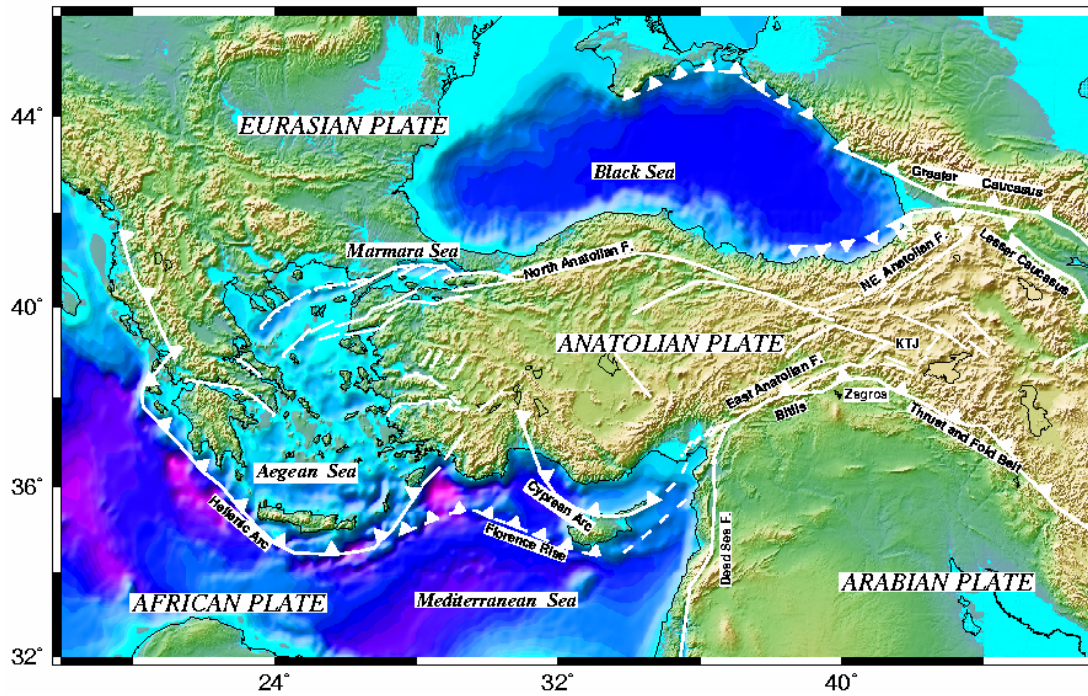 44°
EURASIAN PLATE
Black Sea
Greater Caucasus
Marmara Sea
North Anatolian F.
NE. Anatolian F.
Lesser Caucasus
40°
ANATOLIAN PLATE
KTJ
East Anatolian F.
Bitlis
Zagros
Thrust and Fold Belt
Aegean Sea
36°
Hellenic Arc
Cyprean Arc
Florence Rise
Dead Sea F.
AFRICAN PLATE
Mediterranean Sea
ARABIAN PLATE
32°
24°
32°
40°